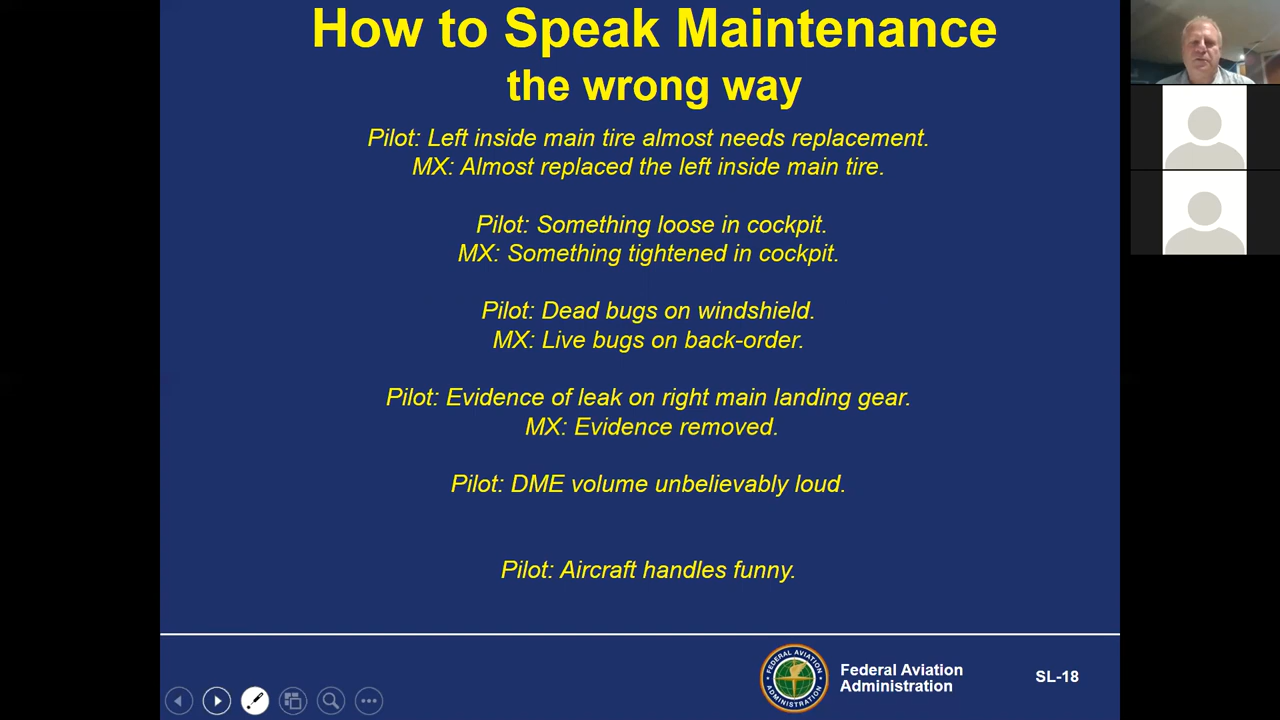 How to Speak Maintenance
the wrong way
Pilot: Left inside main tire almost needs replacement.
MX: Almost replaced the left inside main tire.
Pilot: Something loose in cockpit.
MX: Something tightened in cockpit.
Pilot: Dead bugs on windshield.
MX: Live bugs on back-order.
Pilot: Evidence of leak on right main landing gear.
MX: Evidence removed.
Pilot: DME volume unbelievably loud.
Pilot: Aircraft handles funny.
FEDERAL AVIATION
ADMINISTRATION
Federal Aviation
Administration
SL-18